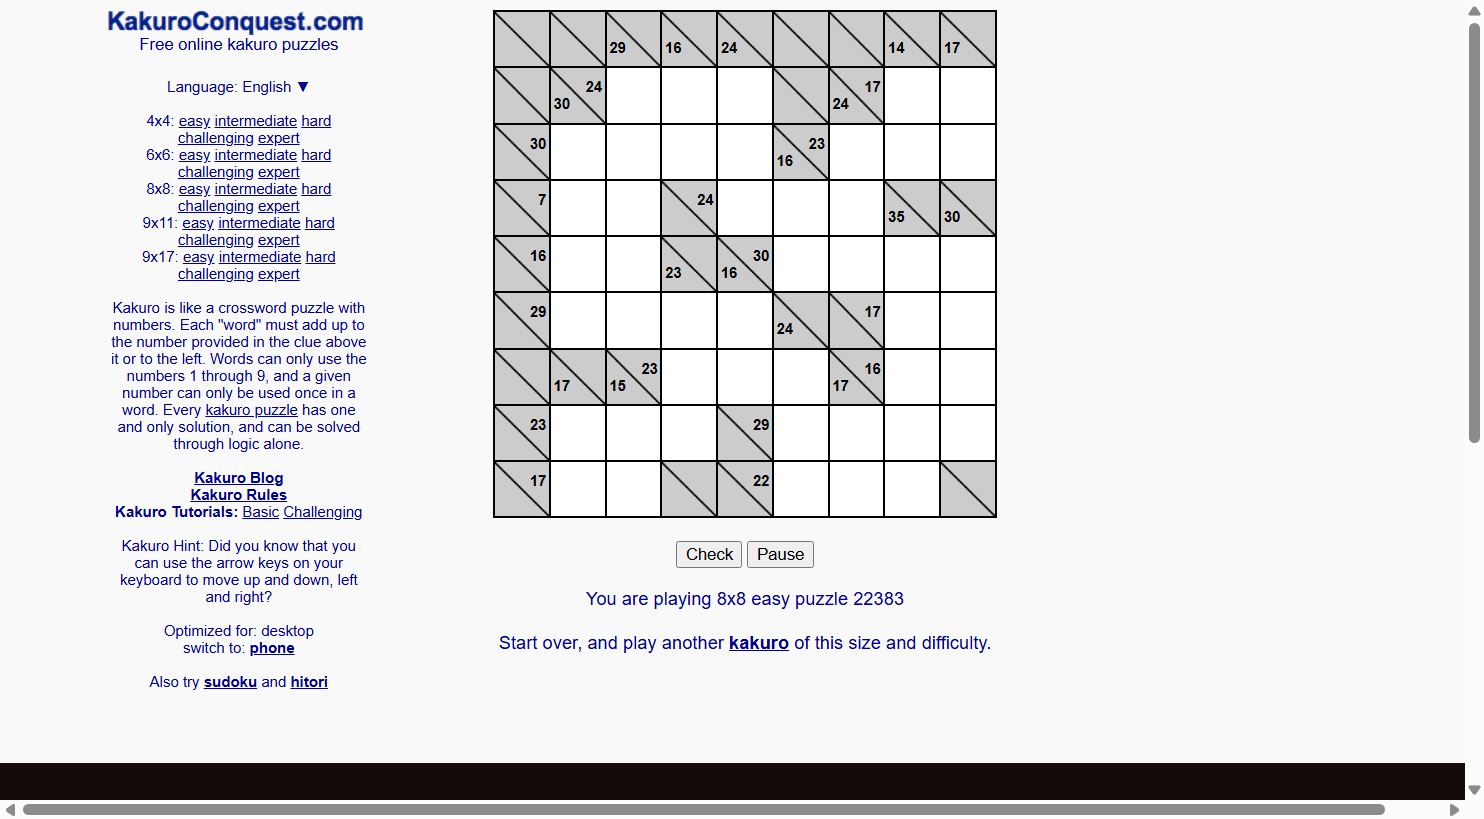 KakuroConquest.com
Free online kakuro puzzles
Language: English ▼
4x4: easy intermediate hard
challenging expert
6x6: easy intermediate hard
challenging expert
8x8: easy intermediate hard
challenging expert
9x11: easy intermediate hard
challenging expert
9x17: easy intermediate hard
challenging expert
Kakuro is like a crossword puzzle with
numbers. Each "word" must add up to
the number provided in the clue above
it or to the left. Words can only use the
numbers 1 through 9, and a given
number can only be used once in a
word. Every kakuro puzzle has one
and only solution, and can be solved
through logic alone.
Kakuro Blog
Kakuro Rules
Kakuro Tutorials: Basic Challenging
Kakuro Hint: Did you know that you
can use the arrow keys on your
keyboard to move up and down, left
and right?
Optimized for: desktop
switch to: phone
Also try sudoku and hitori
29 16 24 14 17
24 17
30 24
30 23
16
7 24
35 30
16 30
23 16
29 17
24
23 16
17 15 17
23 29
17 22
Check Pause
You are playing 8x8 easy puzzle 22383
Start over, and play another kakuro of this size and difficulty.